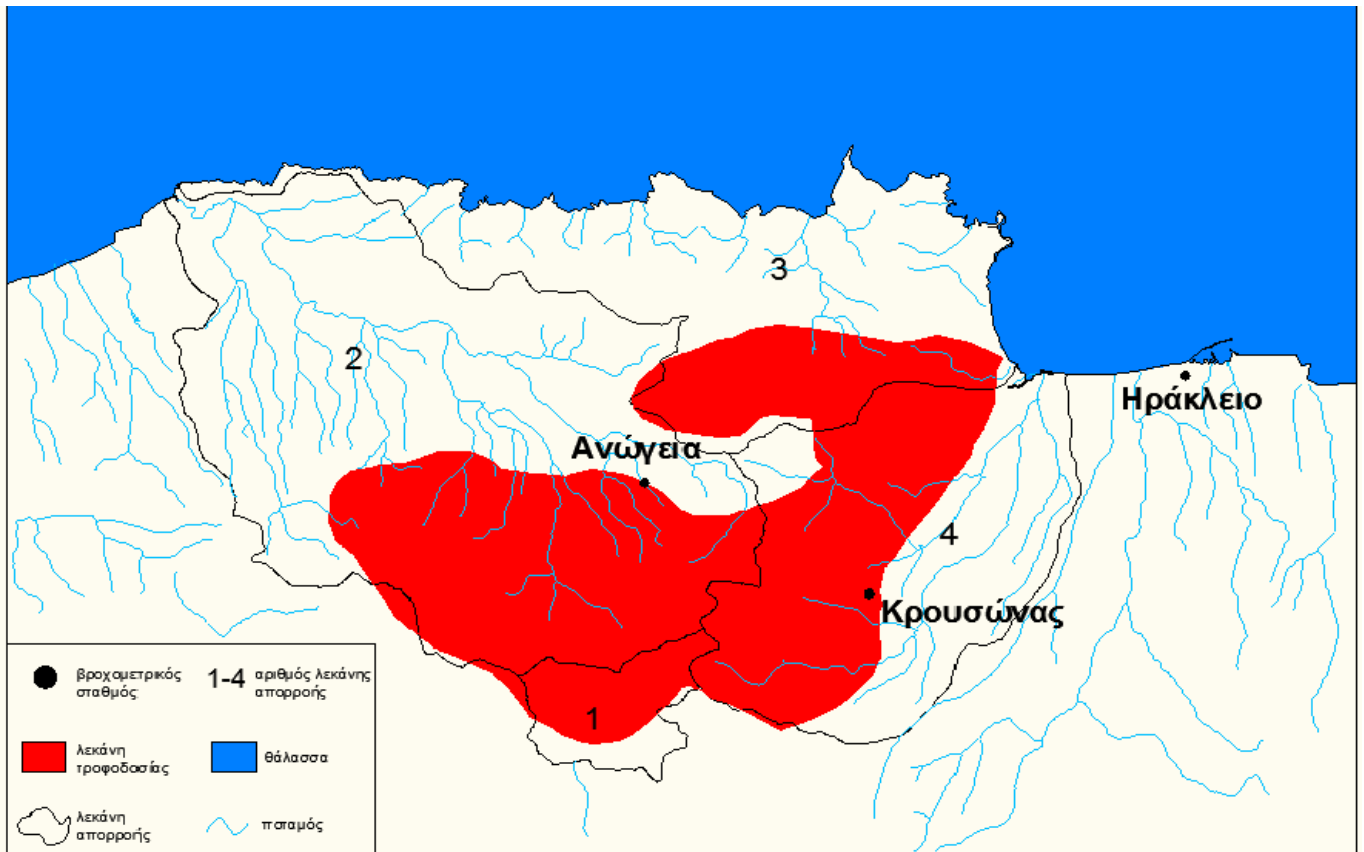 3
2
Ηράκλειο
Ανώγεια
4
Κρουσώνας
1
βροχομετρικός
σταθμός
1-4 αριθμός λεκάνης
απορροής
λεκάνη
τροφοδοσίας
θάλασσα
λεκάνη
απορροής
ποταμός